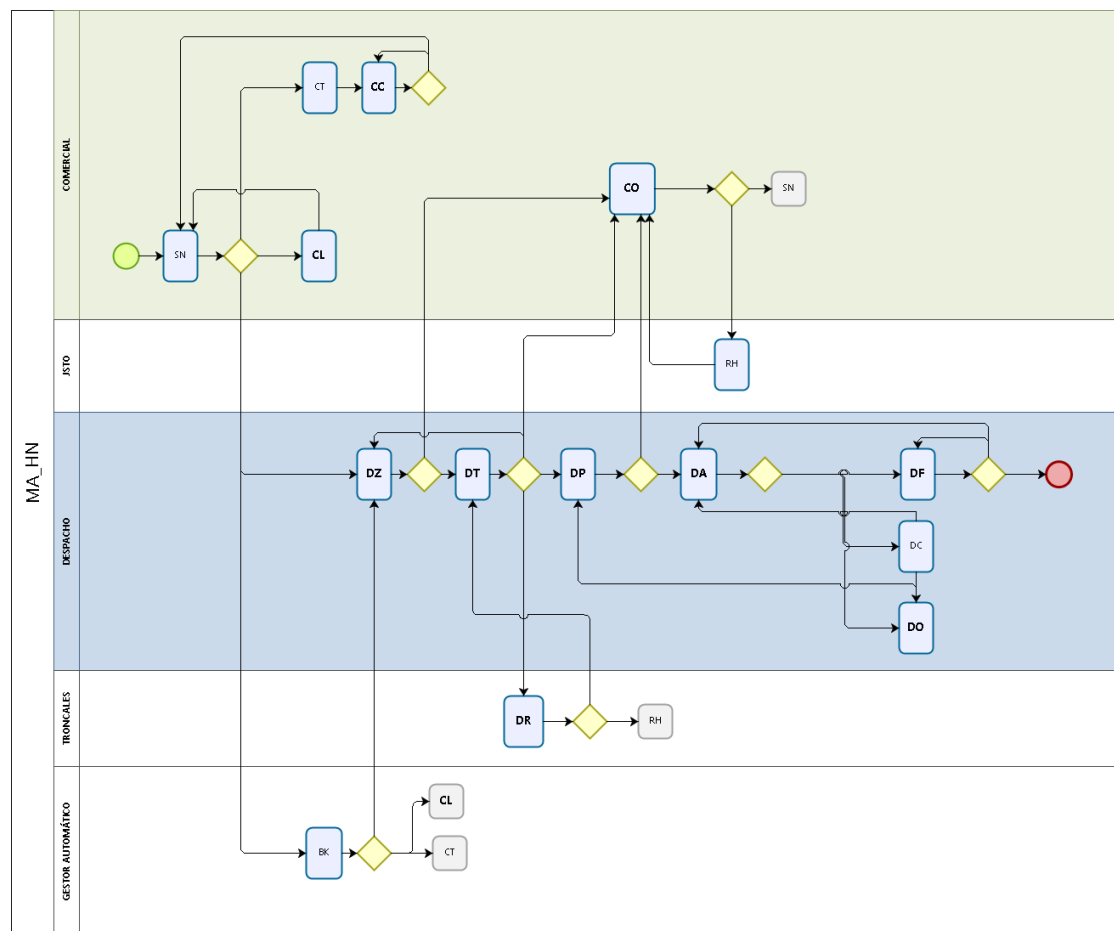 MA_HN
COMERCIAL
CT
CC
CO
SN
SN
CL
JSTO
RH
DESPACHO
DZ
DT
DP
DA
DF
DC
DO
TRONCALES
DR
RH
GESTOR AUTOMÁTICO
CL
BK
CT